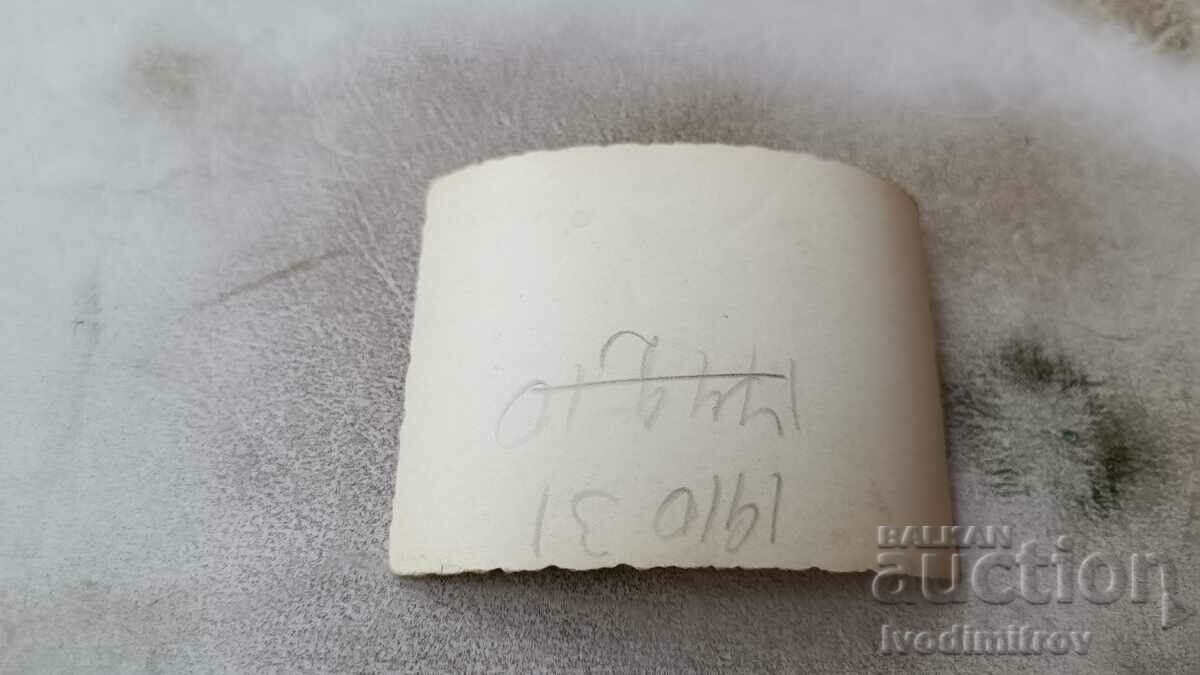 1910 31
BALKAN
auction
Ivodimitrov